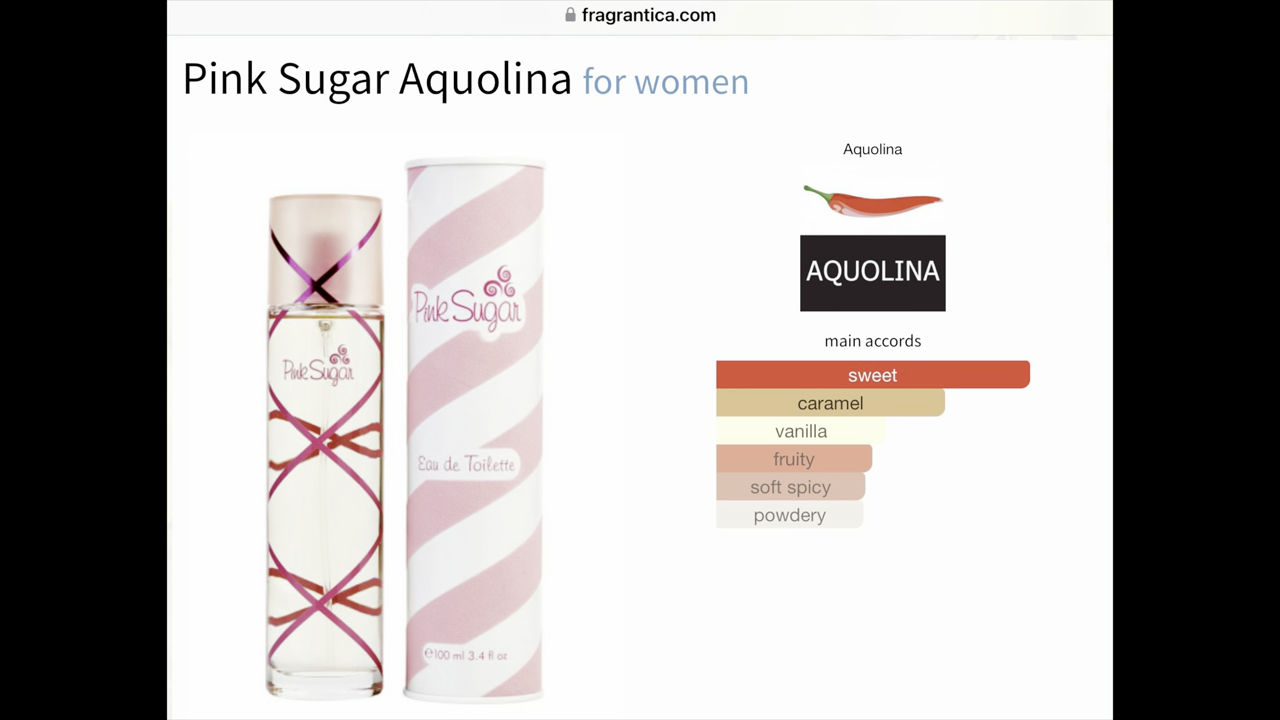 fragrantica.com
Pink Sugar Aquolina for women
Aquolina
AQUOLINA
main accords
sweet
caramel
vanilla
fruity
soft spicy
powdery
Pink Sugar
Pink Sugar
Eau de Toilette
℮100 ml 3.4 fl oz